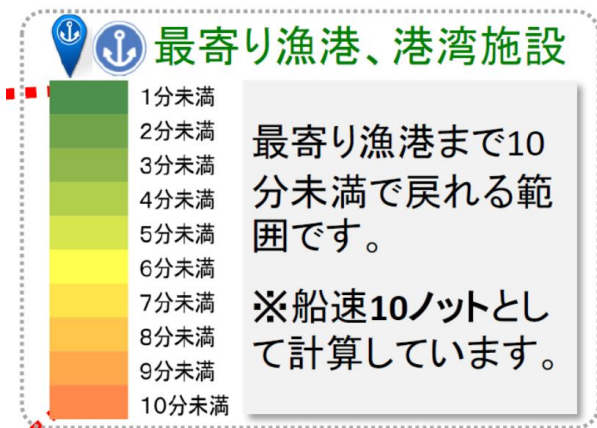 最寄り漁港、港湾施設
1分未満
2分未満
3分未満
4分未満
5分未満
6分未満
7分未満
8分未満
9分未満
10分未満
最寄り漁港まで10
分未満で戻れる範
囲です。
※船速10ノットとし
て計算しています。